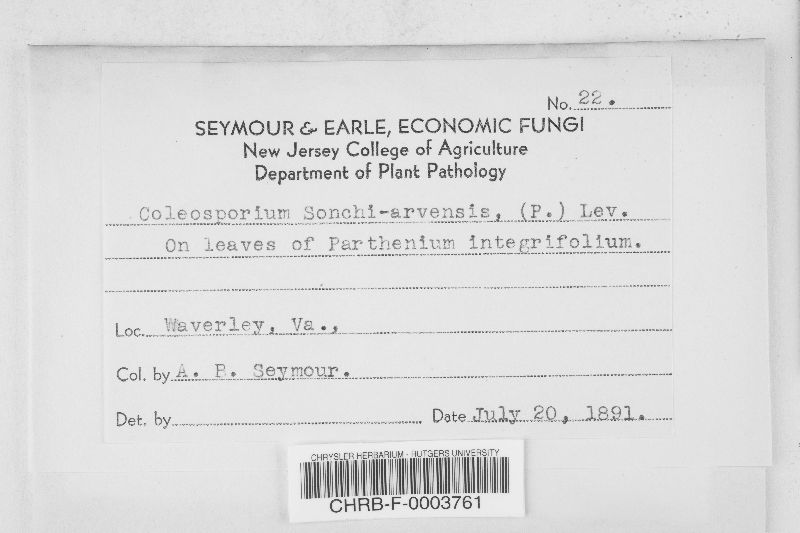 No. 22.
SEYMOUR & EARLE, ECONOMIC FUNGI
New Jersey College of Agriculture
Department of Plant Pathology
Coleosporium Sonchi-arvensis, (P.) Lev.
On leaves of Parthenium integrifolium.
Loc. Waverley, Va.,
Col. by A. B. Seymour.
Det. by
Date July 20, 1891.
CHRYSLER HERBARIUM - RUTGERS UNIVERSITY
CHRB-F-0003761